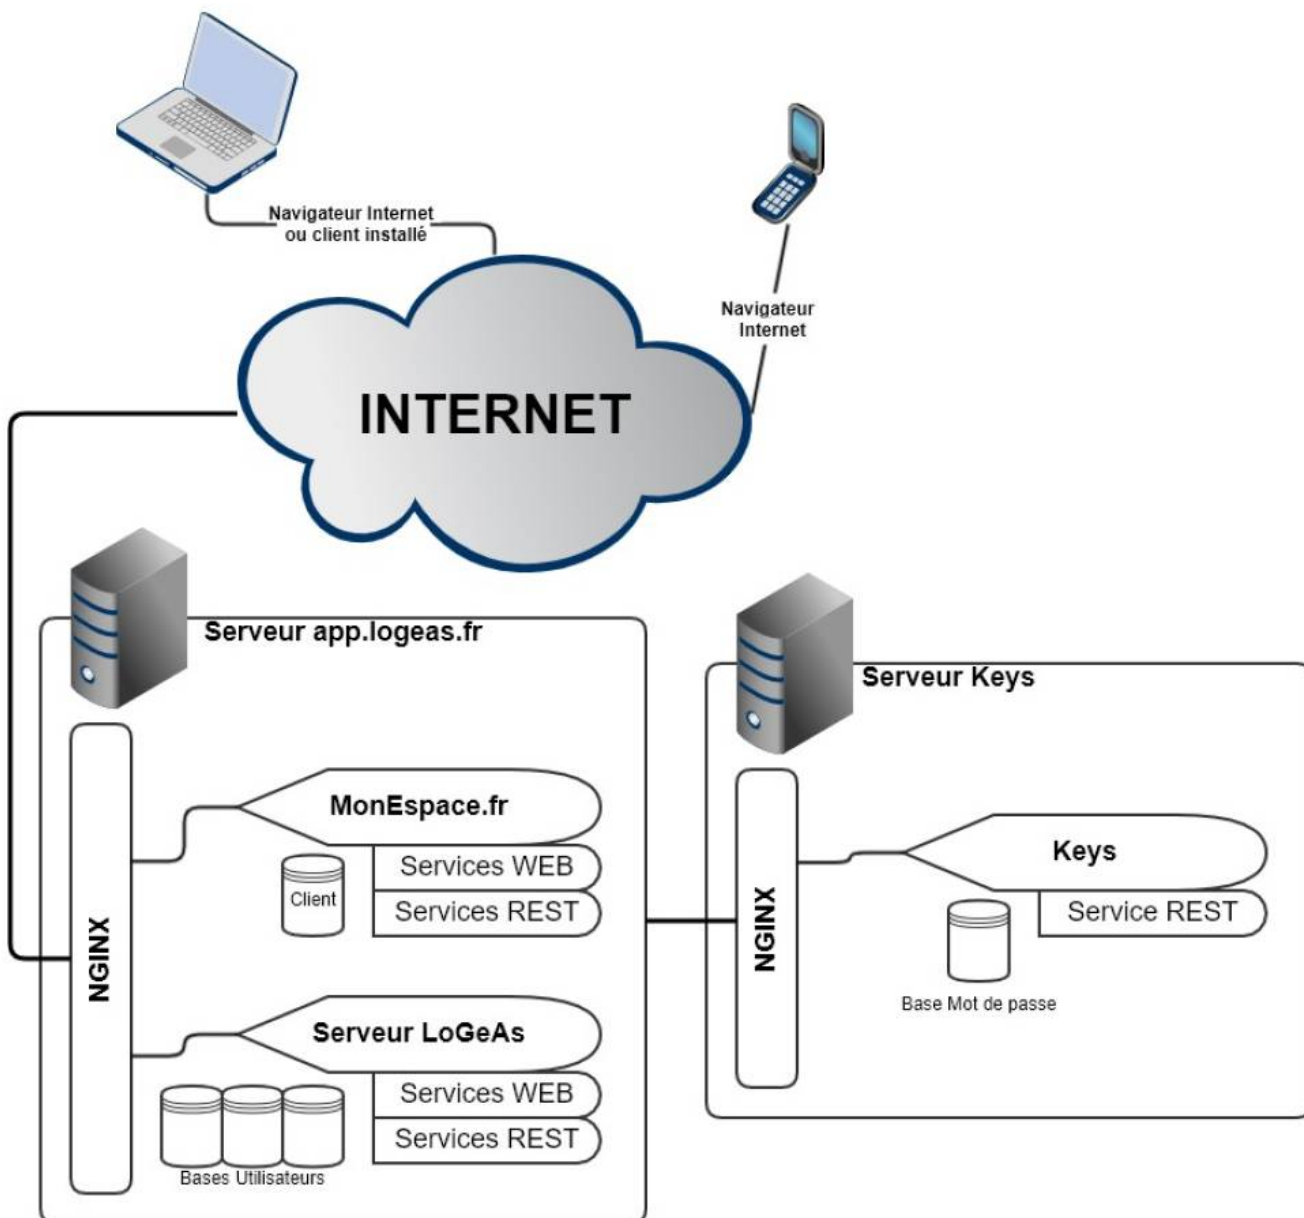 Navigateur Internet
ou client installé
Navigateur
Internet
INTERNET
Serveur app.logeas.fr
Serveur Keys
NGINX
MonEspace.fr
Services WEB
Services REST
Client
Serveur LoGeAs
Services WEB
Services REST
Bases Utilisateurs
NGINX
Keys
Service REST
Base Mot de passe